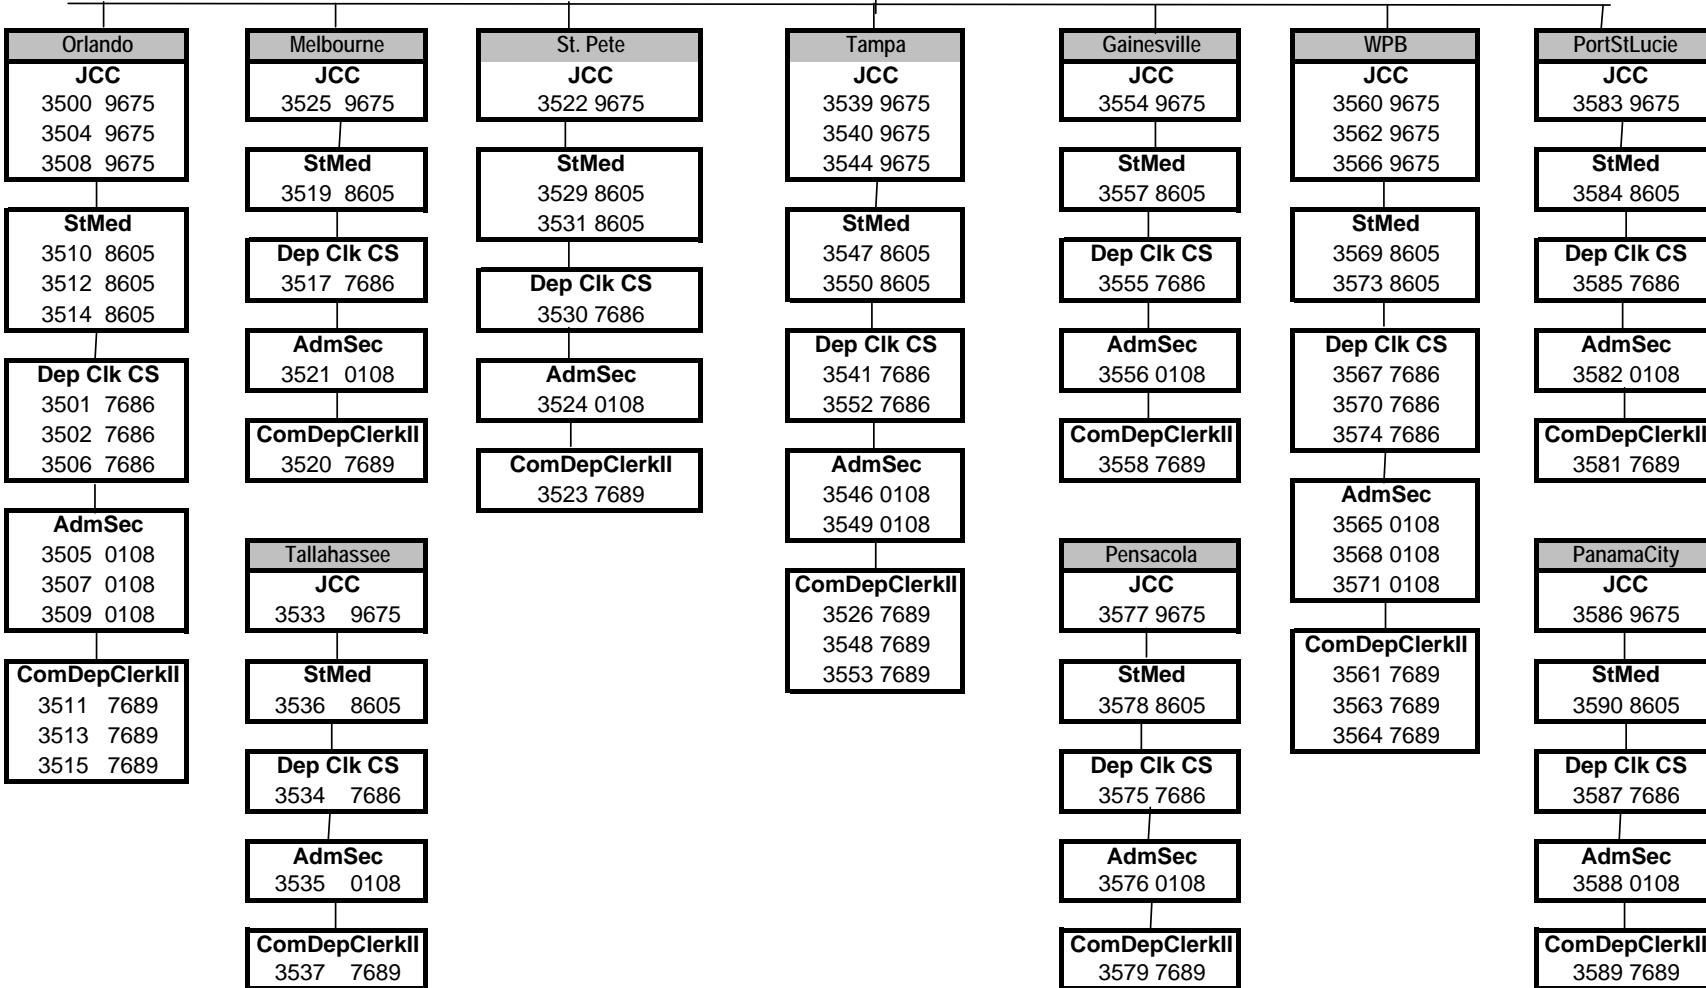 Orlando
JCC
3500 9675
3504 9675
3508 9675
StMed
3510 8605
3512 8605
3514 8605
Dep Clk CS
3501 7686
3502 7686
3506 7686
AdmSec
3505 0108
3507 0108
3509 0108
ComDepClerkII
3511 7689
3513 7689
3515 7689
Melbourne
JCC
3525 9675
StMed
3519 8605
Dep Clk CS
3517 7686
AdmSec
3521 0108
ComDepClerkII
3520 7689
Tallahassee
JCC
3533 9675
StMed
3536 8605
Dep Clk CS
3534 7686
AdmSec
3535 0108
ComDepClerkII
3537 7689
St. Pete
JCC
3522 9675
StMed
3529 8605
3531 8605
Dep Clk CS
3530 7686
AdmSec
3524 0108
ComDepClerkII
3523 7689
Tampa
JCC
3539 9675
3540 9675
3544 9675
StMed
3547 8605
3550 8605
Dep Clk CS
3541 7686
3552 7686
AdmSec
3546 0108
3549 0108
ComDepClerkII
3526 7689
3548 7689
3553 7689
Gainesville
JCC
3554 9675
StMed
3557 8605
Dep Clk CS
3555 7686
AdmSec
3556 0108
ComDepClerkII
3558 7689
Pensacola
JCC
3577 9675
StMed
3578 8605
Dep Clk CS
3575 7686
AdmSec
3576 0108
ComDepClerkII
3579 7689
WPB
JCC
3560 9675
3562 9675
3566 9675
StMed
3569 8605
3573 8605
Dep Clk CS
3567 7686
3570 7686
3574 7686
AdmSec
3565 0108
3568 0108
3571 0108
ComDepClerkII
3561 7689
3563 7689
3564 7689
PortStLucie
JCC
3583 9675
StMed
3584 8605
Dep Clk CS
3585 7686
AdmSec
3582 0108
ComDepClerkII
3581 7689
PanamaCity
JCC
3586 9675
StMed
3590 8605
Dep Clk CS
3587 7686
AdmSec
3588 0108
ComDepClerkII
3589 7689